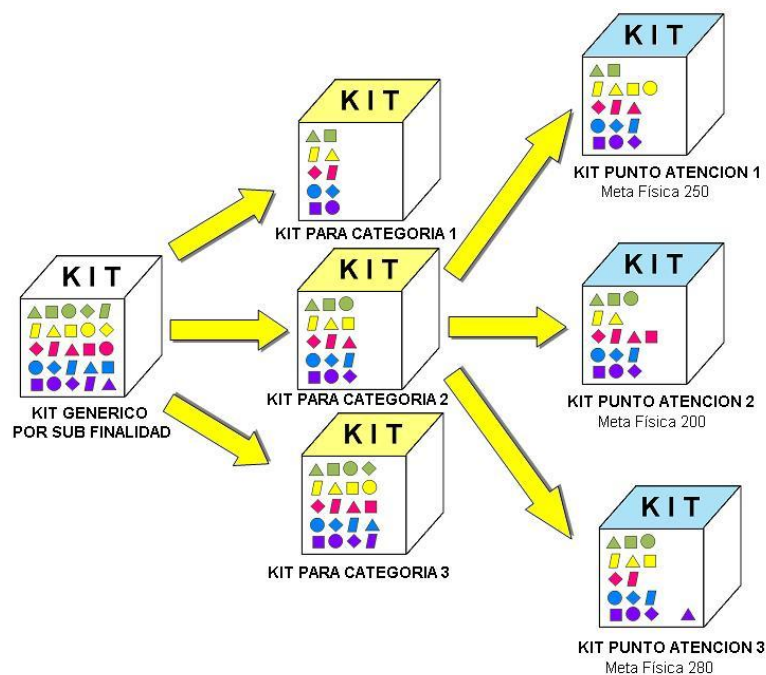 KIT
KIT GENERICO
POR SUB FINALIDAD
KIT
KIT PARA CATEGORIA 1
KIT
KIT PARA CATEGORIA 2
KIT
KIT PARA CATEGORIA 3
KIT
KIT PUNTO ATENCION 1
Meta Física 250
KIT
KIT PUNTO ATENCION 2
Meta Física 200
KIT
KIT PUNTO ATENCION 3
Meta Física 280